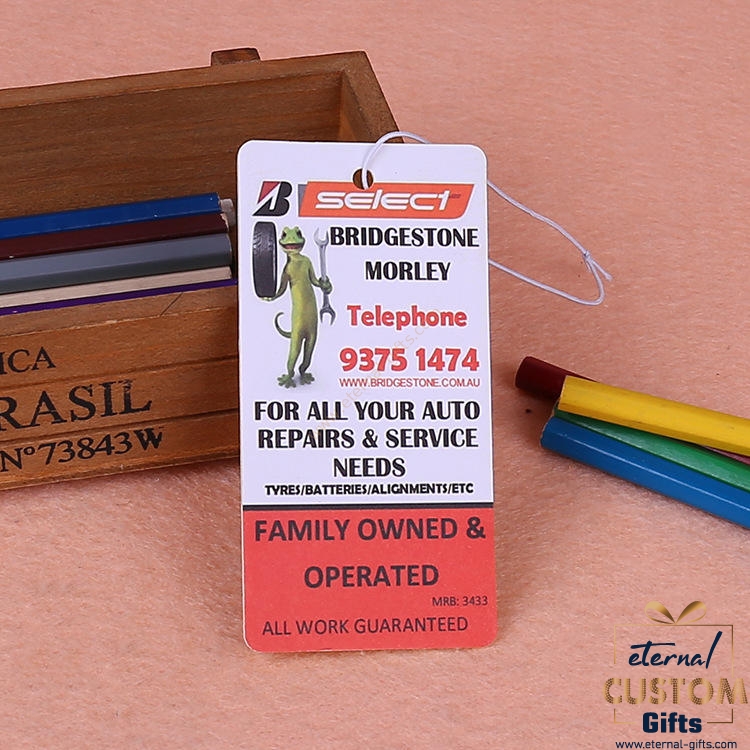 B SELECT
BRIDGESTONE
MORLEY
Telephone
9375 1474
WWW.BRIDGESTONE.COM.AU
FOR ALL YOUR AUTO
REPAIRS & SERVICE
NEEDS
TYRES/BATTERIES/ALIGNMENTS/ETC
FAMILY OWNED &
OPERATED
MRB: 3433
ALL WORK GUARANTEED
ICA
RASIL
Nº73843W
eternal
CUSTOM
Gifts
www.eternal-gifts.com